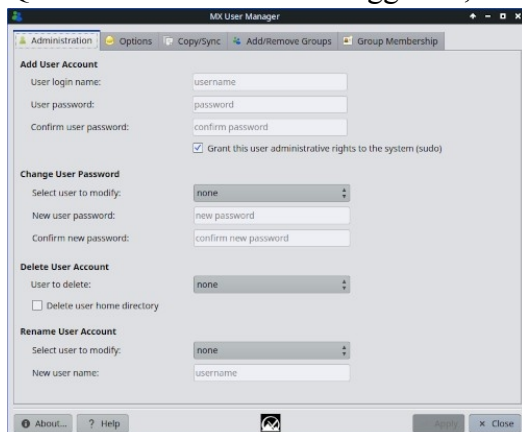 MX User Manager
Administration Options Copy/Sync Add/Remove Groups Group Membership
Add User Account
User login name: username
User password: password
Confirm user password: confirm password
Grant this user administrative rights to the system (sudo)
Change User Password
Select user to modify: none
New user password: new password
Confirm new password: confirm new password
Delete User Account
User to delete: none
Delete user home directory
Rename User Account
Select user to modify: none
New user name: username
About... ? Help Apply × Close